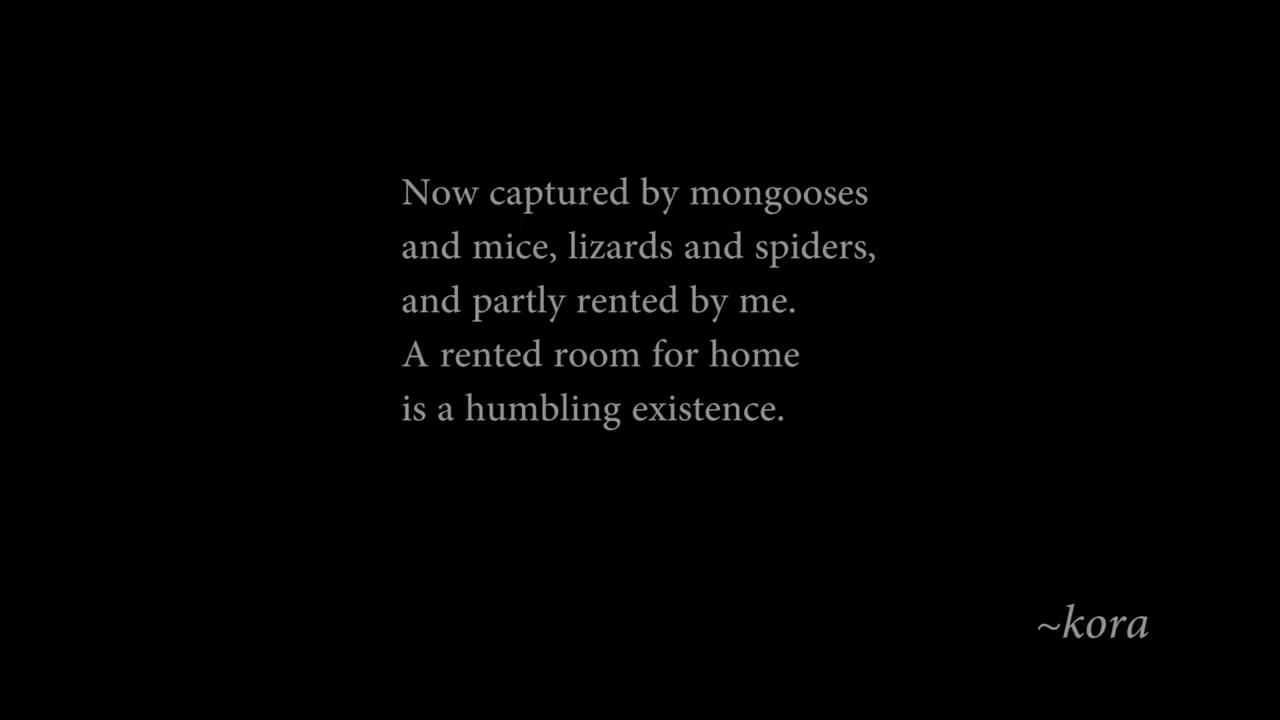 Now captured by mongooses
and mice, lizards and spiders,
and partly rented by me.
A rented room for home
is a humbling existence.
~kora